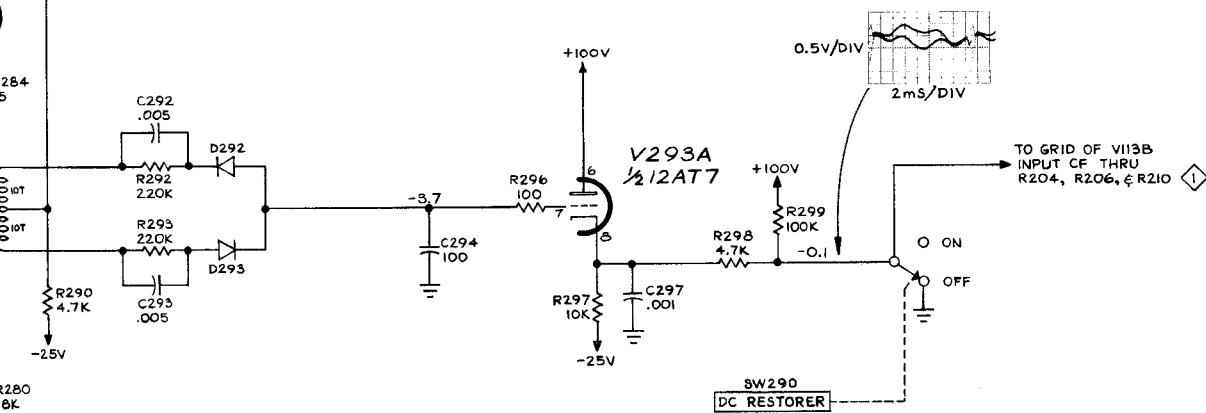 +100V
0.5V/DIV
2mS/DIV
284
5
C292
.005
D292
R292
220K
V293A
½ 12AT7
6
7
8
+100V
TO GRID OF V113B
INPUT CF THRU
R204, R206, & R210 1
10T
10T
R293
220K
D293
C293
.005
-3.7
R296
100
C294
100
R299
100K
R298
4.7K
-0.1
ON
OFF
R290
4.7K
-25V
R297
10K
C297
.001
-25V
R280
8K
SW290
DC RESTORER